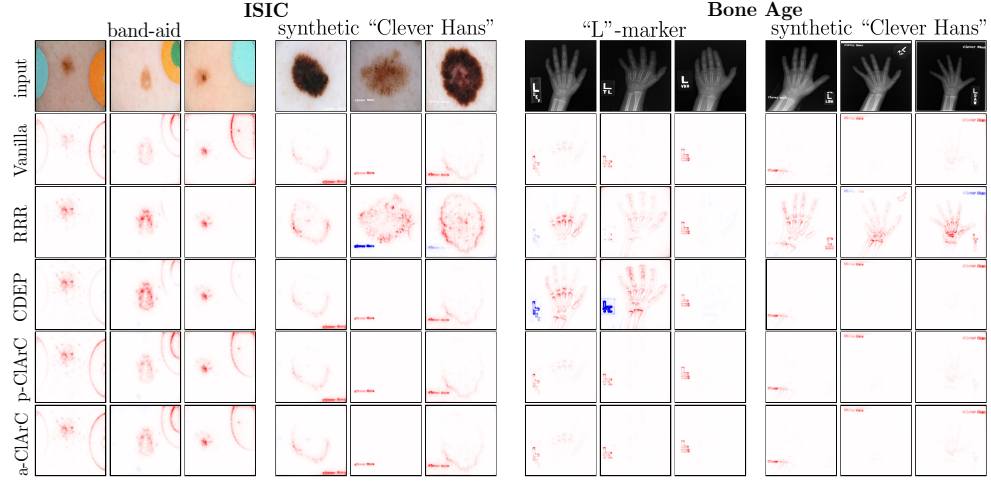 ISIC
Bone Age
band-aid
synthetic “Clever Hans”
“L”-marker
synthetic “Clever Hans”
input
Vanilla
RRR
CDEP
p-ClArC
a-ClArC